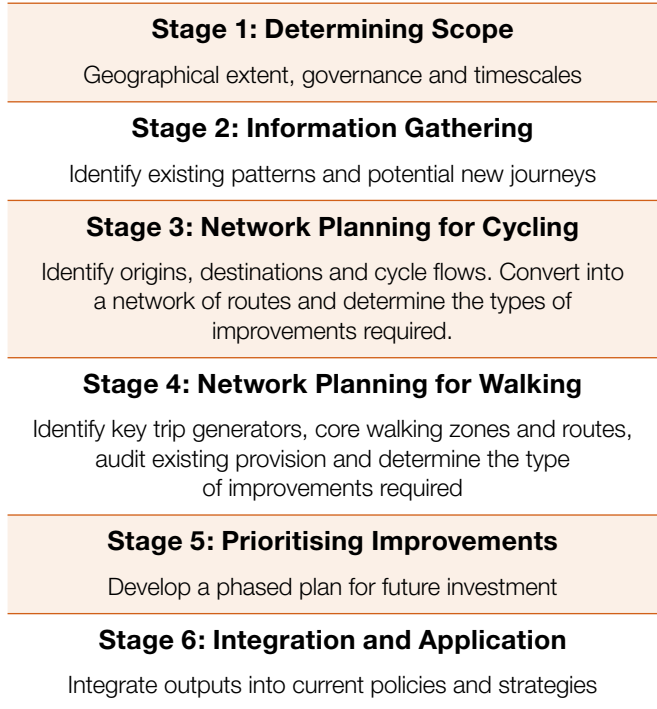 Stage 1: Determining Scope
Geographical extent, governance and timescales
Stage 2: Information Gathering
Identify existing patterns and potential new journeys
Stage 3: Network Planning for Cycling
Identify origins, destinations and cycle flows. Convert into
a network of routes and determine the types of
improvements required.
Stage 4: Network Planning for Walking
Identify key trip generators, core walking zones and routes,
audit existing provision and determine the type
of improvements required
Stage 5: Prioritising Improvements
Develop a phased plan for future investment
Stage 6: Integration and Application
Integrate outputs into current policies and strategies